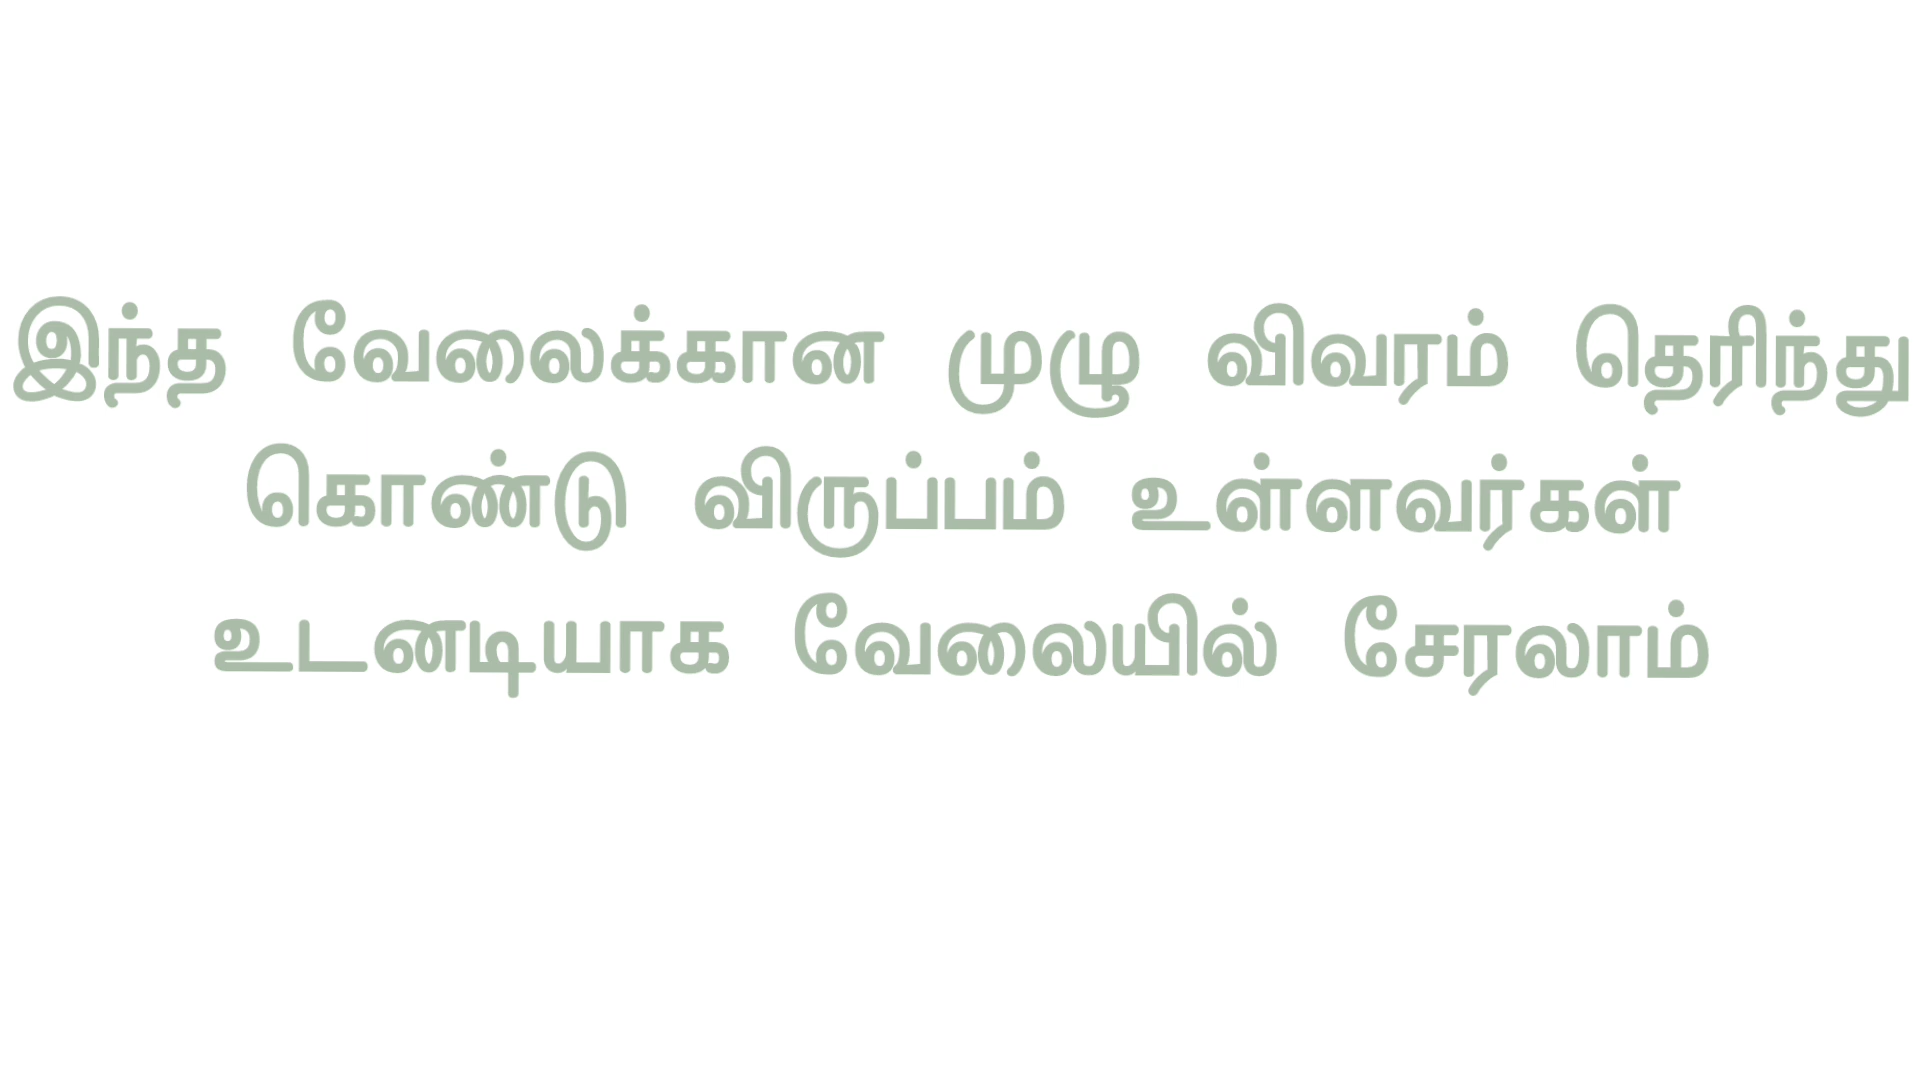 இந்த வேலைக்கான முழு விவரம் தெரிந்து
கொண்டு விருப்பம் உள்ளவர்கள்
உடனடியாக வேலையில் சேரலாம்